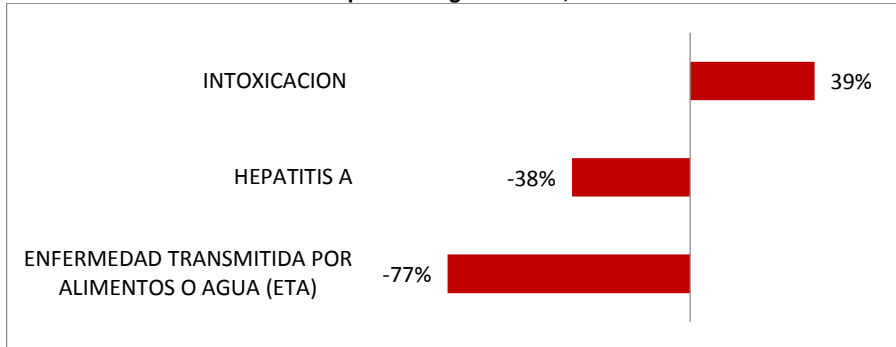 INTOXICACION
39%
HEPATITIS A
-38%
ENFERMEDAD TRANSMITIDA POR
ALIMENTOS O AGUA (ETA)
-77%